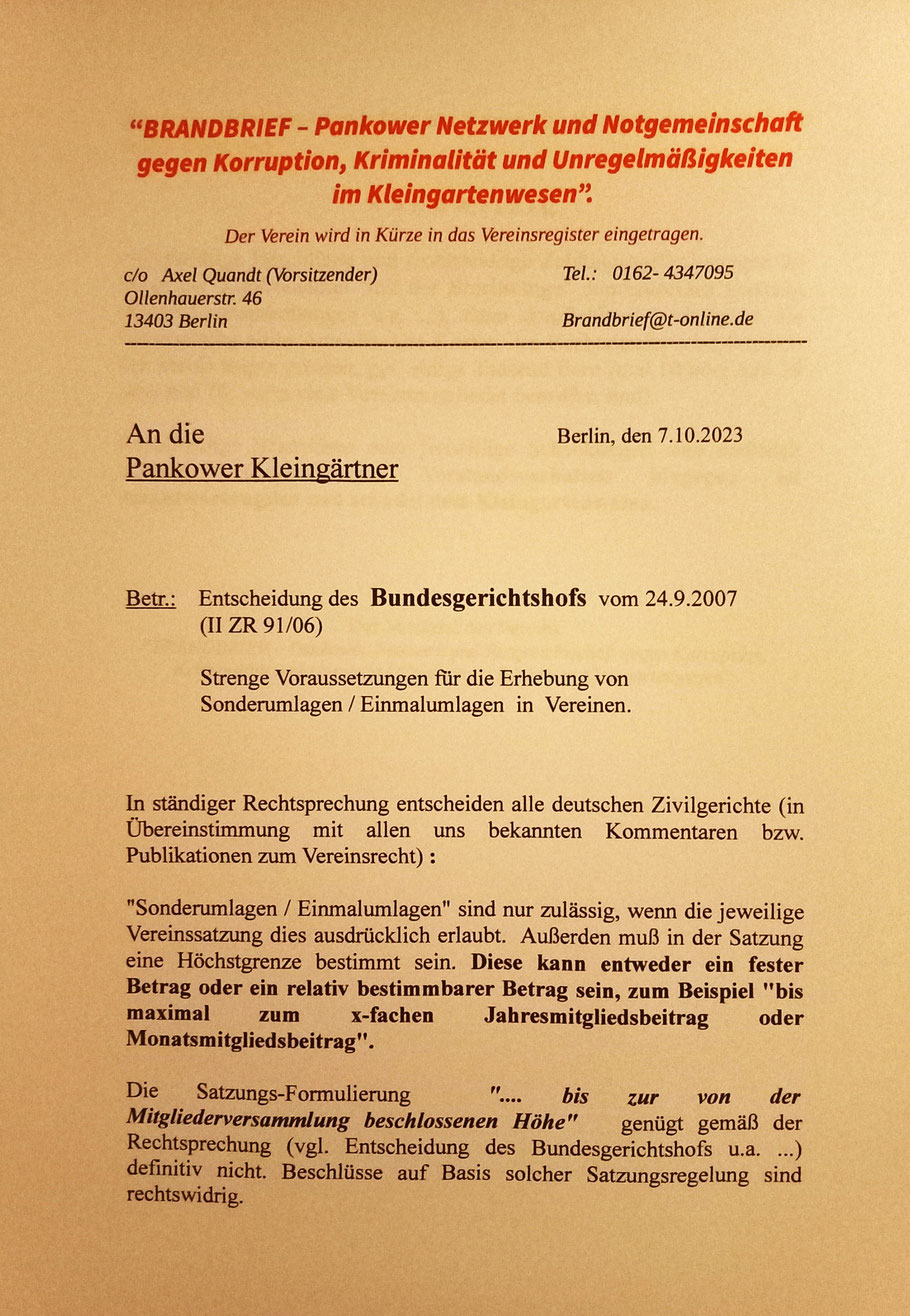 “BRANDBRIEF – Pankower Netzwerk und Notgemeinschaft
gegen Korruption, Kriminalität und Unregelmäßigkeiten
im Kleingartenwesen”.
Der Verein wird in Kürze in das Vereinsregister eingetragen.
c/o Axel Quandt (Vorsitzender) Tel.: 0162- 4347095
Ollenhauerstr. 46
13403 Berlin Brandbrief@t-online.de
An die Berlin, den 7.10.2023
Pankower Kleingärtner
Betr.: Entscheidung des Bundesgerichtshofs vom 24.9.2007
(II ZR 91/06)
Strenge Voraussetzungen für die Erhebung von
Sonderumlagen / Einmalumlagen in Vereinen.
In ständiger Rechtsprechung entscheiden alle deutschen Zivilgerichte (in
Übereinstimmung mit allen uns bekannten Kommentaren bzw.
Publikationen zum Vereinsrecht) :
"Sonderumlagen / Einmalumlagen" sind nur zulässig, wenn die jeweilige
Vereinssatzung dies ausdrücklich erlaubt. Außerden muß in der Satzung
eine Höchstgrenze bestimmt sein. Diese kann entweder ein fester
Betrag oder ein relativ bestimmbarer Betrag sein, zum Beispiel "bis
maximal zum x-fachen Jahresmitgliedsbeitrag oder
Monatsmitgliedsbeitrag".
Die Satzungs-Formulierung ".... bis zur von der
Mitgliederversammlung beschlossenen Höhe" genügt gemäß der
Rechtsprechung (vgl. Entscheidung des Bundesgerichtshofs u.a. ...)
definitiv nicht. Beschlüsse auf Basis solcher Satzungsregelung sind
rechtswidrig.